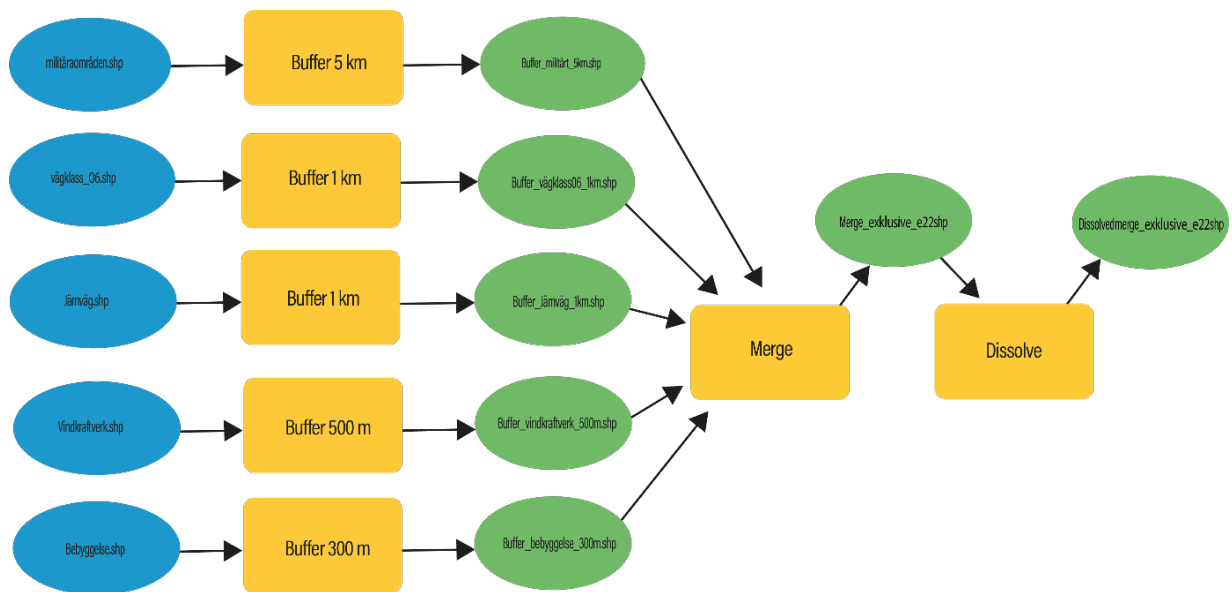 militäraområden.shp
Buffer 5 km
Buffer_militärt_5km.shp
vägklass_06.shp
Buffer 1 km
Buffer_vägklass06_1km.shp
Merge_exklusive_e22shp
Dissolvedmerge_exklusive_e22shp
Järnväg.shp
Buffer 1 km
Buffer_Järnväg_1km.shp
Merge
Dissolve
Vindkraftverk.shp
Buffer 500 m
Buffer_vindkraftverk_500m.shp
Bebyggelse.shp
Buffer 300 m
Buffer_bebyggelse_300m.shp